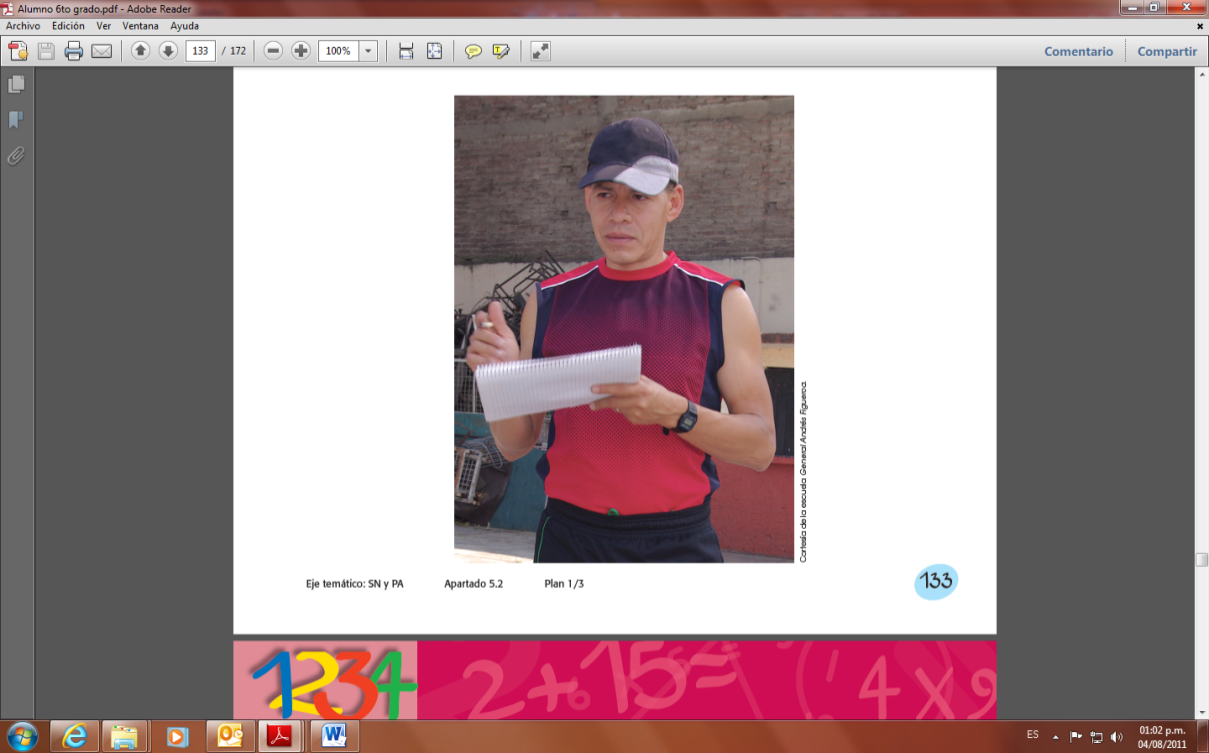 Alumno 6to grado.pdf - Adobe Reader
Archivo Edición Ver Ventana Ayuda
133 / 172 100% Comentario Compartir
Cortesía de la escuela General Andrés Figueroa.
Eje temático: SN y PA Apartado 5.2 Plan 1/3 133
1234 2+15= ( 4x9
ES 01:02 p.m.
04/08/2011